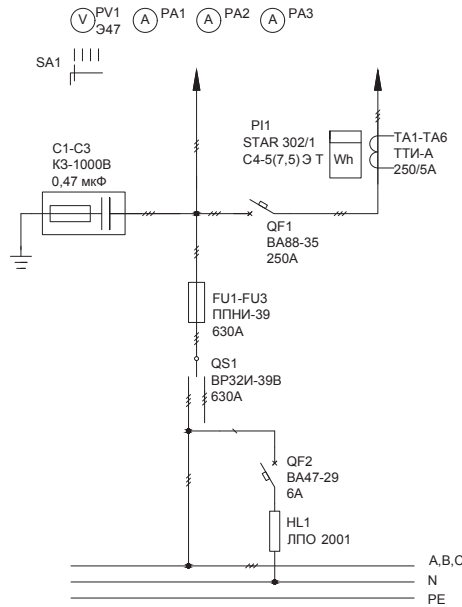 V
PV1
Э47
A
PA1
A
PA2
A
PA3
SA1
PI1
STAR 302/1
C4-5(7,5) Э Т
Wh
TA1-TA6
ТТИ-А
250/5A
C1-C3
К3-1000В
0,47 мкФ
QF1
ВА88-35
250А
FU1-FU3
ППНИ-39
630А
QS1
ВР32И-39В
630А
QF2
ВА47-29
6А
HL1
ЛПО 2001
A,B,C
N
PE